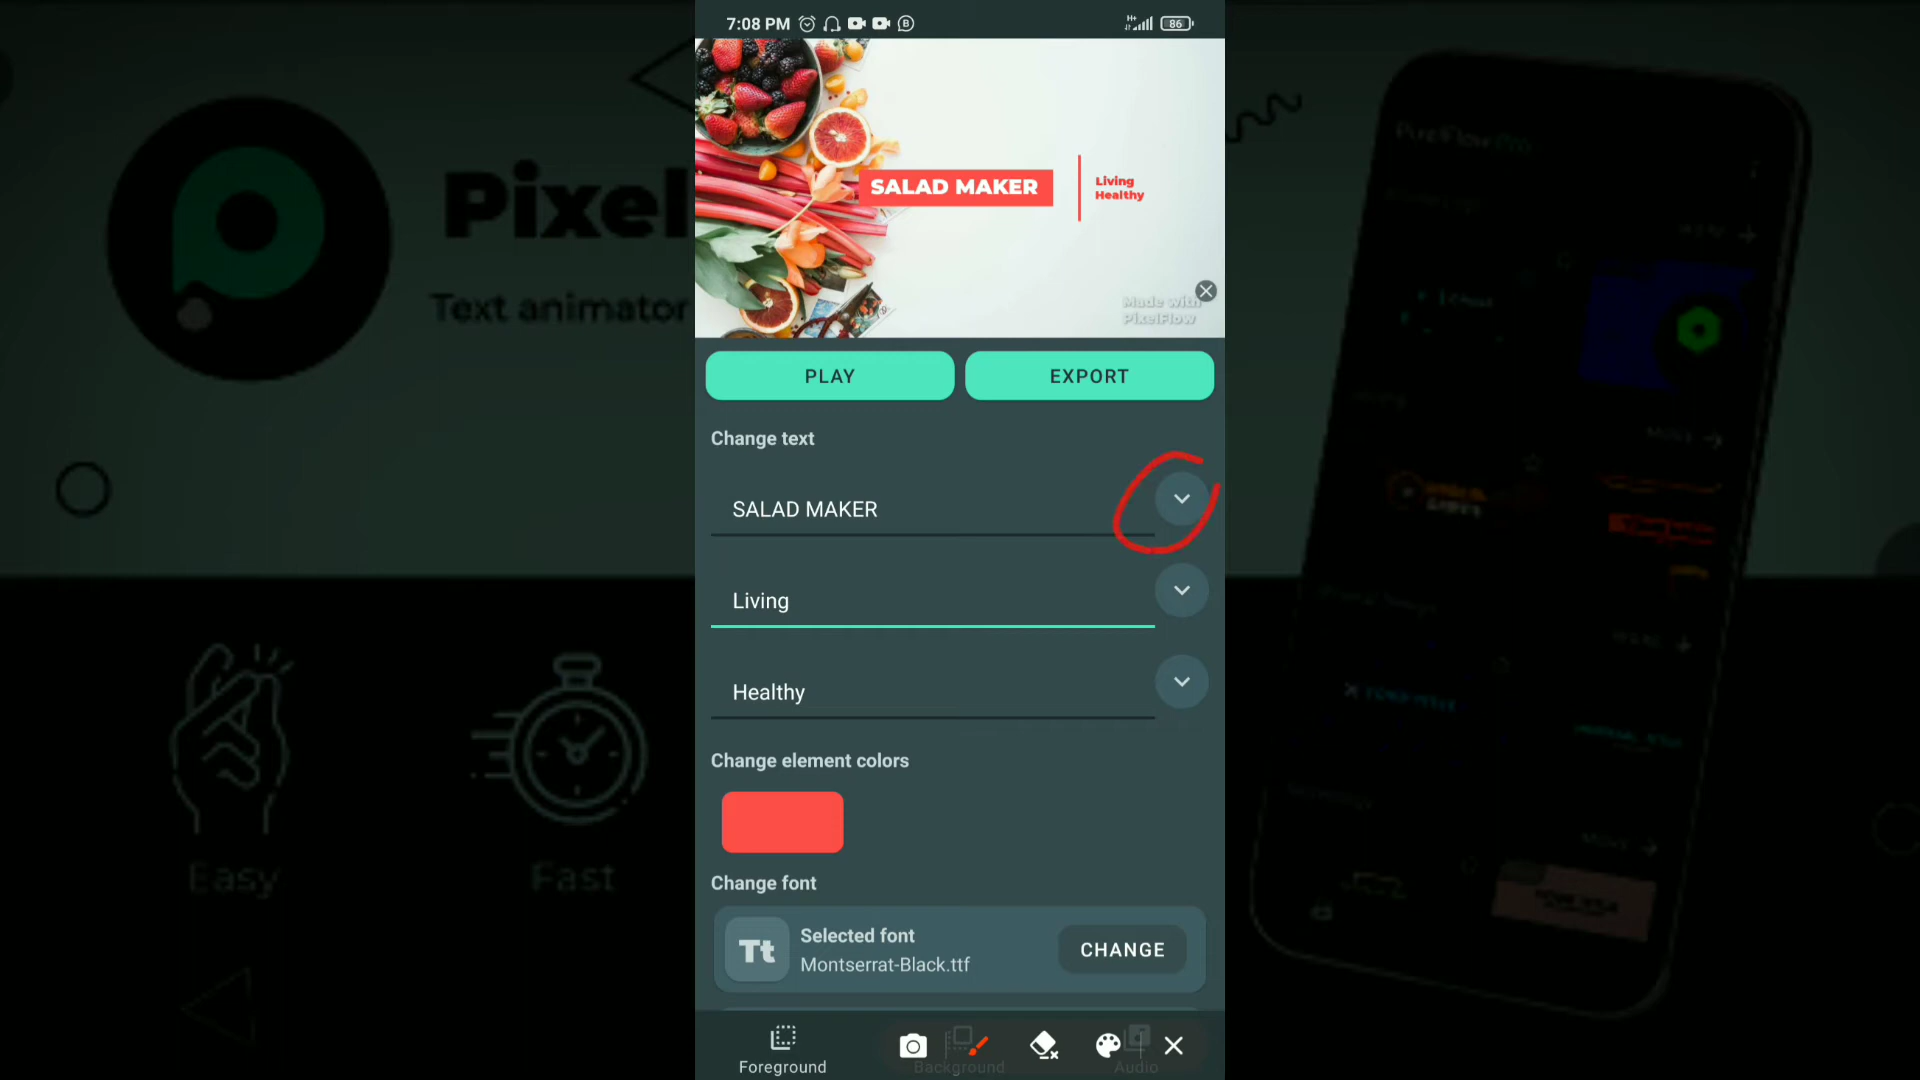 7:08 PM
H+
86
SALAD MAKER
Living
Healthy
Made with
PixelFlow
PLAY
EXPORT
Change text
SALAD MAKER
Living
Healthy
Change element colors
Change font
Tt
Selected font
Montserrat-Black.ttf
CHANGE
Foreground
Background
Audio
Pixel
Text animator
Easy
Fast
PixelFlow